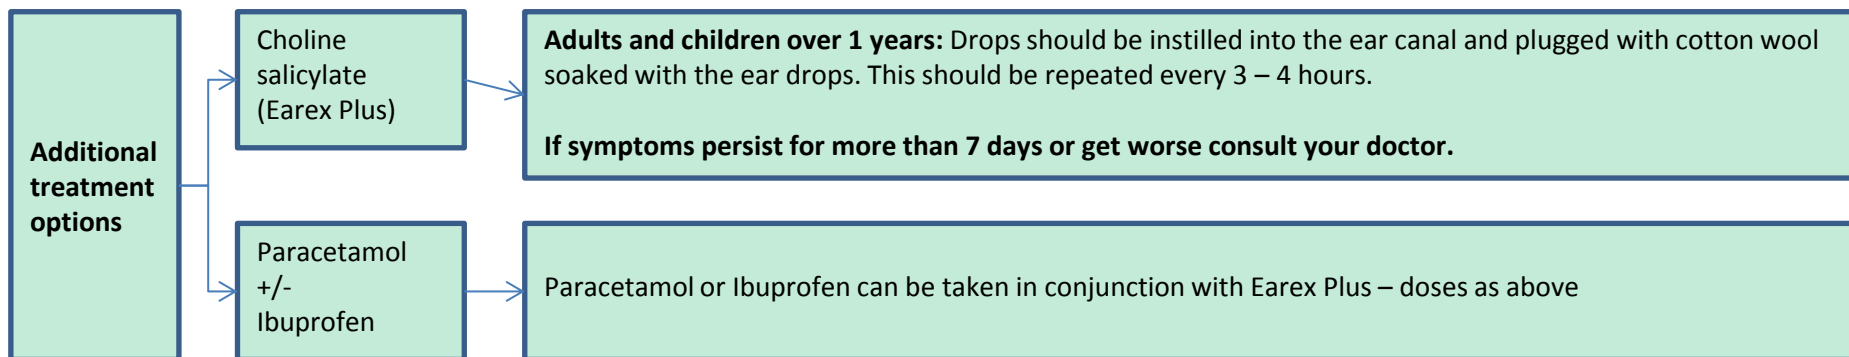 Additional
treatment
options
Choline
salicylate
(Earex Plus)
Adults and children over 1 years: Drops should be instilled into the ear canal and plugged with cotton wool
soaked with the ear drops. This should be repeated every 3 – 4 hours.
If symptoms persist for more than 7 days or get worse consult your doctor.
Paracetamol
+/-
Ibuprofen
Paracetamol or Ibuprofen can be taken in conjunction with Earex Plus – doses as above